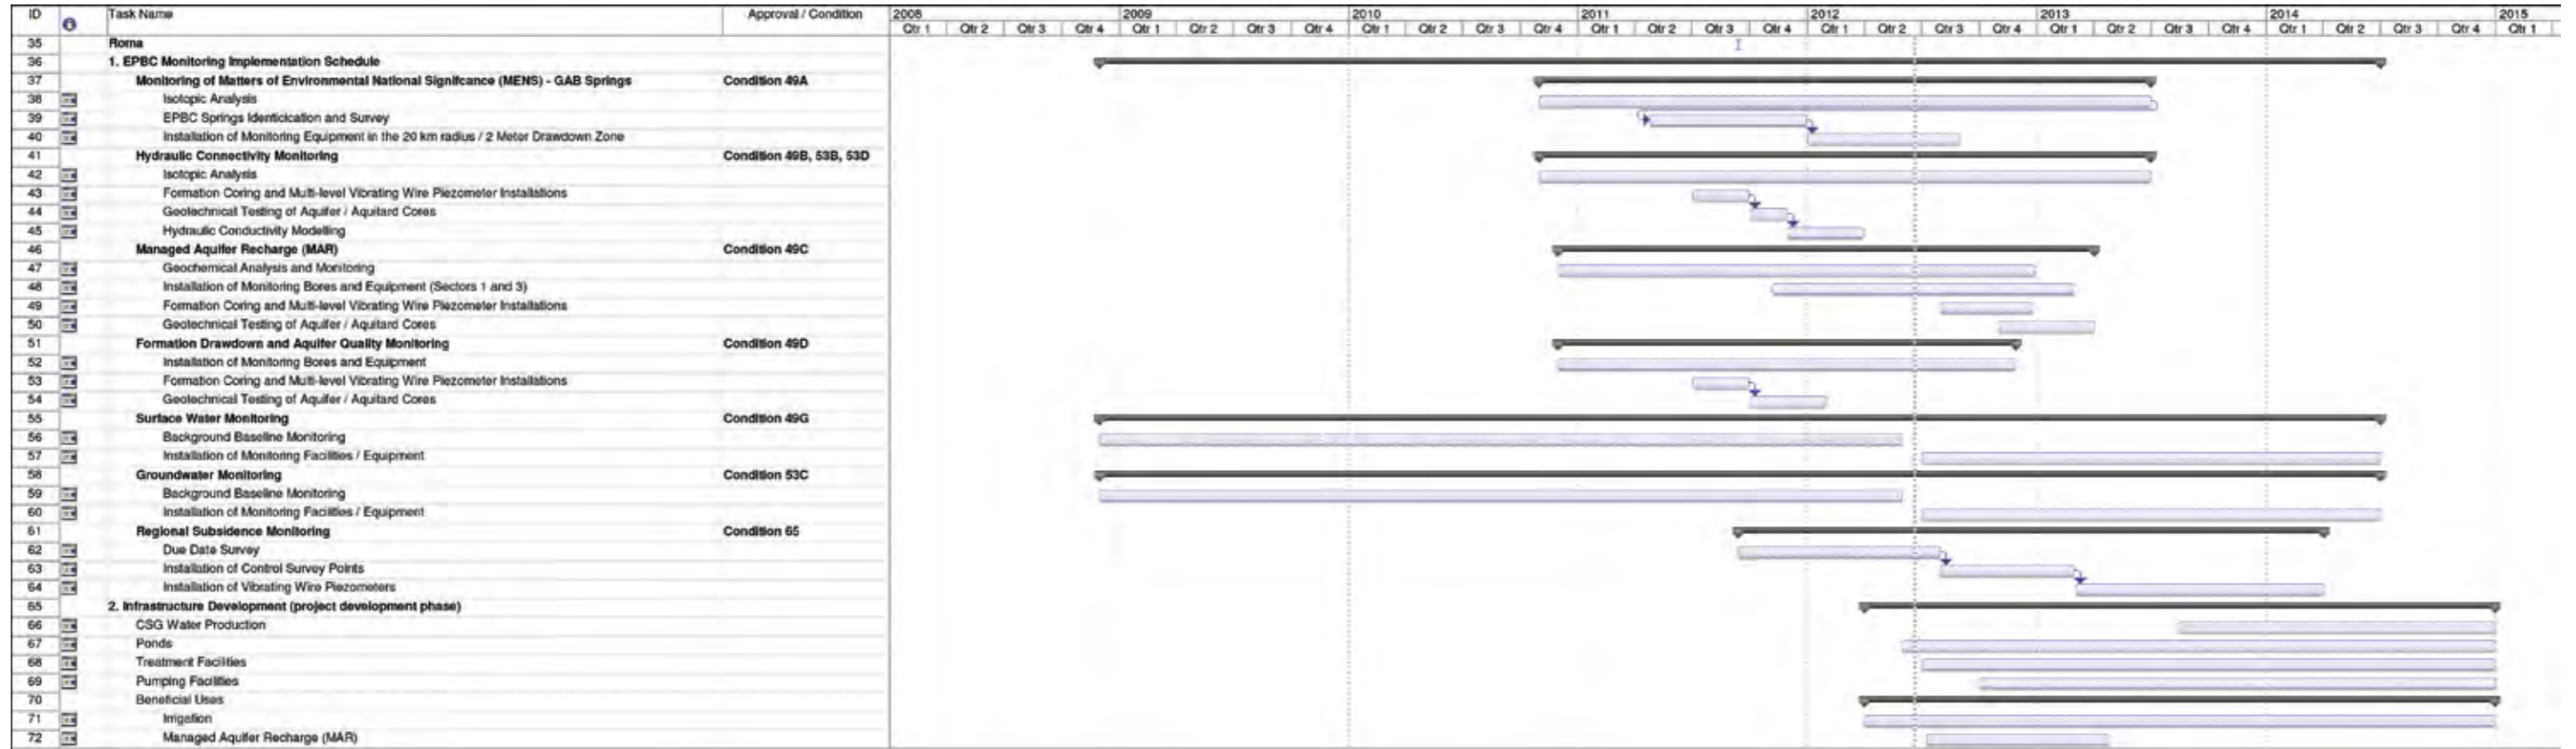 ID Task Name Approval / Condition 2008 2009 2010 2011 2012 2013 2014 2015
Qtr 1 Qtr 2 Qtr 3 Qtr 4 Qtr 1 Qtr 2 Qtr 3 Qtr 4 Qtr 1 Qtr 2 Qtr 3 Qtr 4 Qtr 1 Qtr 2 Qtr 3 Qtr 4 Qtr 1 Qtr 2 Qtr 3 Qtr 4 Qtr 1 Qtr 2 Qtr 3 Qtr 4 Qtr 1 Qtr 2 Qtr 3 Qtr 4 Qtr 1
35 Roma
36 1. EPBC Monitoring Implementation Schedule
37 Monitoring of Matters of Environmental National Signifcance (MENS) - GAB Springs Condition 49A
38 Isotopic Analysis
39 EPBC Springs Identicication and Survey
40 Installation of Monitoring Equipment in the 20 km radius / 2 Meter Drawdown Zone
41 Hydraulic Connectivity Monitoring Condition 49B, 53B, 53D
42 Isotopic Analysis
43 Formation Coring and Multi-level Vibrating Wire Piezometer Installations
44 Geotechnical Testing of Aquifer / Aquitard Cores
45 Hydraulic Conductivity Modelling
46 Managed Aquifer Recharge (MAR) Condition 49C
47 Geochemical Analysis and Monitoring
48 Installation of Monitoring Bores and Equipment (Sectors 1 and 3)
49 Formation Coring and Multi-level Vibrating Wire Piezometer Installations
50 Geotechnical Testing of Aquifer / Aquitard Cores
51 Formation Drawdown and Aquifer Quality Monitoring Condition 49D
52 Installation of Monitoring Bores and Equipment
53 Formation Coring and Multi-level Vibrating Wire Piezometer Installations
54 Geotechnical Testing of Aquifer / Aquitard Cores
55 Surface Water Monitoring Condition 49G
56 Background Baseline Monitoring
57 Installation of Monitoring Facilities / Equipment
58 Groundwater Monitoring Condition 53C
59 Background Baseline Monitoring
60 Installation of Monitoring Facilities / Equipment
61 Regional Subsidence Monitoring Condition 65
62 Due Date Survey
63 Installation of Control Survey Points
64 Installation of Vibrating Wire Piezometers
65 2. Infrastructure Development (project development phase)
66 CSG Water Production
67 Ponds
68 Treatment Facilities
69 Pumping Facilities
70 Beneficial Uses
71 Irrigation
72 Managed Aquifer Recharge (MAR)